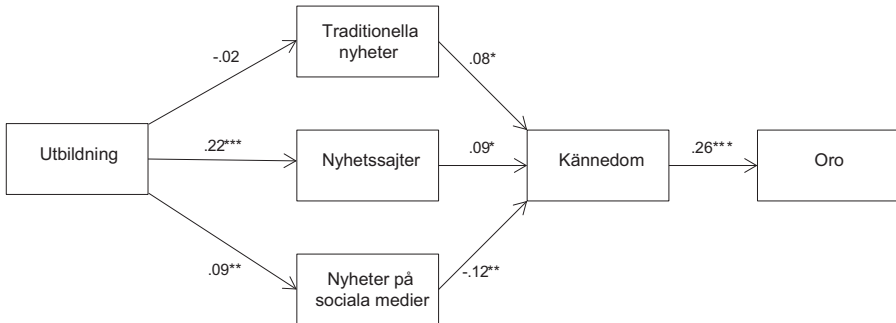 Traditionella
nyheter
-.02
.08*
Utbildning
.22***
Nyhetssajter
.09*
Kännedom
.26***
Oro
.09**
Nyheter på
sociala medier
-.12**